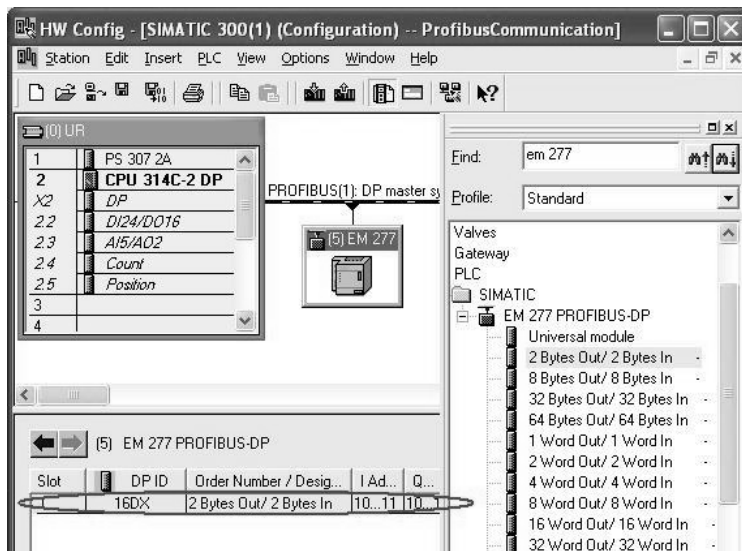 HW Config - [SIMATIC 300(1) (Configuration) -- ProfibusCommunication]
Station Edit Insert PLC View Options Window Help
(0) UR
1 PS 307 2A
2 CPU 314C-2 DP
X2 DP
2.2 DI24/DO16
2.3 AI5/AO2
2.4 Count
2.5 Position
3
4
PROFIBUS(1): DP master sy
(5) EM 277
Find: em 277
Profile: Standard
Valves
Gateway
PLC
SIMATIC
EM 277 PROFIBUS-DP
Universal module
2 Bytes Out/ 2 Bytes In -
8 Bytes Out/ 8 Bytes In -
32 Bytes Out/ 32 Bytes In -
64 Bytes Out/ 64 Bytes In -
1 Word Out/ 1 Word In -
2 Word Out/ 2 Word In -
4 Word Out/ 4 Word In -
8 Word Out/ 8 Word In -
16 Word Out/ 16 Word In -
32 Word Out/ 32 Word In -
(5) EM 277 PROFIBUS-DP
Slot DP ID Order Number / Desig... I Ad... Q...
16DX 2 Bytes Out/ 2 Bytes In 10...11 10...